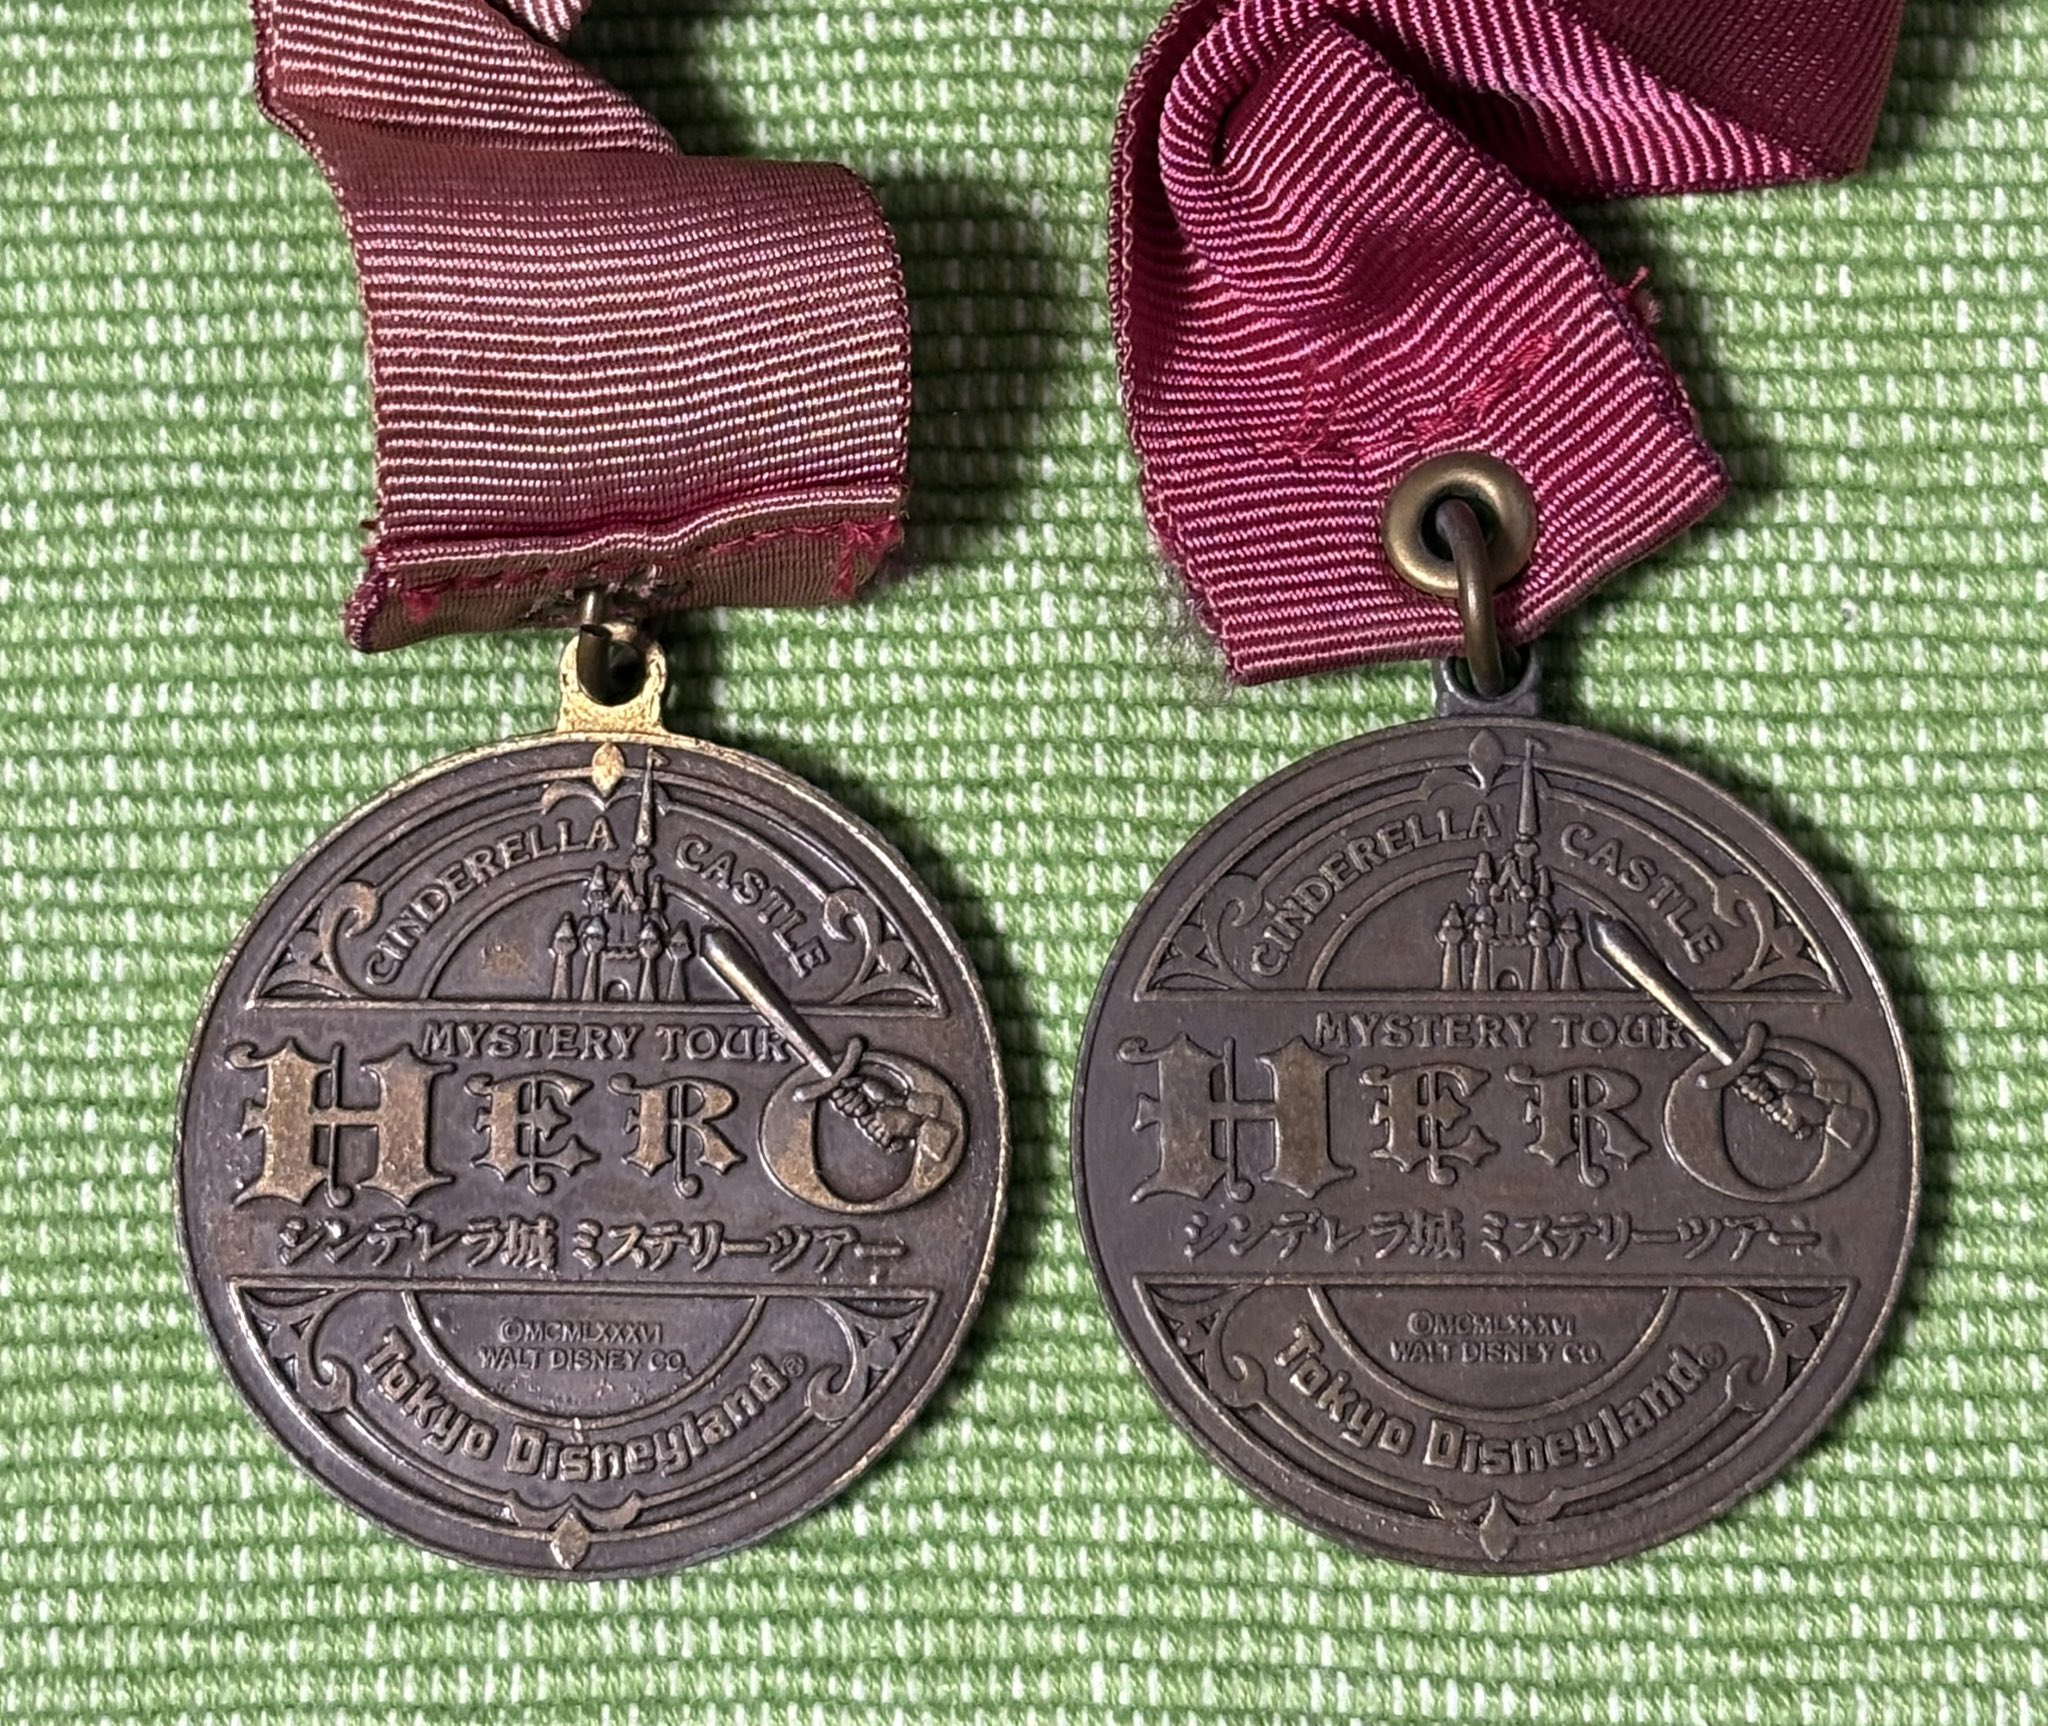 CINDERELLA CASTLE
MYSTERY TOUR
HERO
シンデレラ城 ミステリーツアー
©MCMLXXXVI
WALT DISNEY CO.
Tokyo Disneyland®
CINDERELLA CASTLE
MYSTERY TOUR
HERO
シンデレラ城 ミステリーツアー
©MCMLXXXVI
WALT DISNEY CO.
Tokyo Disneyland®